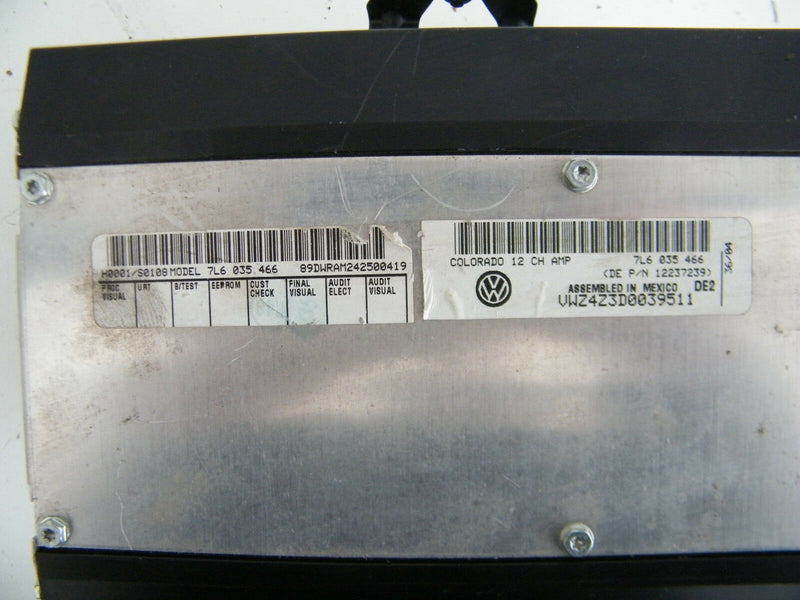 H0001/S0108 MODEL 7L6 035 466 89DWRAM242500419
PROC VISUAL
URT
B/TEST
EEPROM
CUST CHECK
FINAL VISUAL
AUDIT ELECT
AUDIT VISUAL
COLORADO 12 CH AMP 7L6 035 466
(DE P/N 12237239)
ASSEMBLED IN MEXICO DE2
VWZ4Z3D0039511
36/04